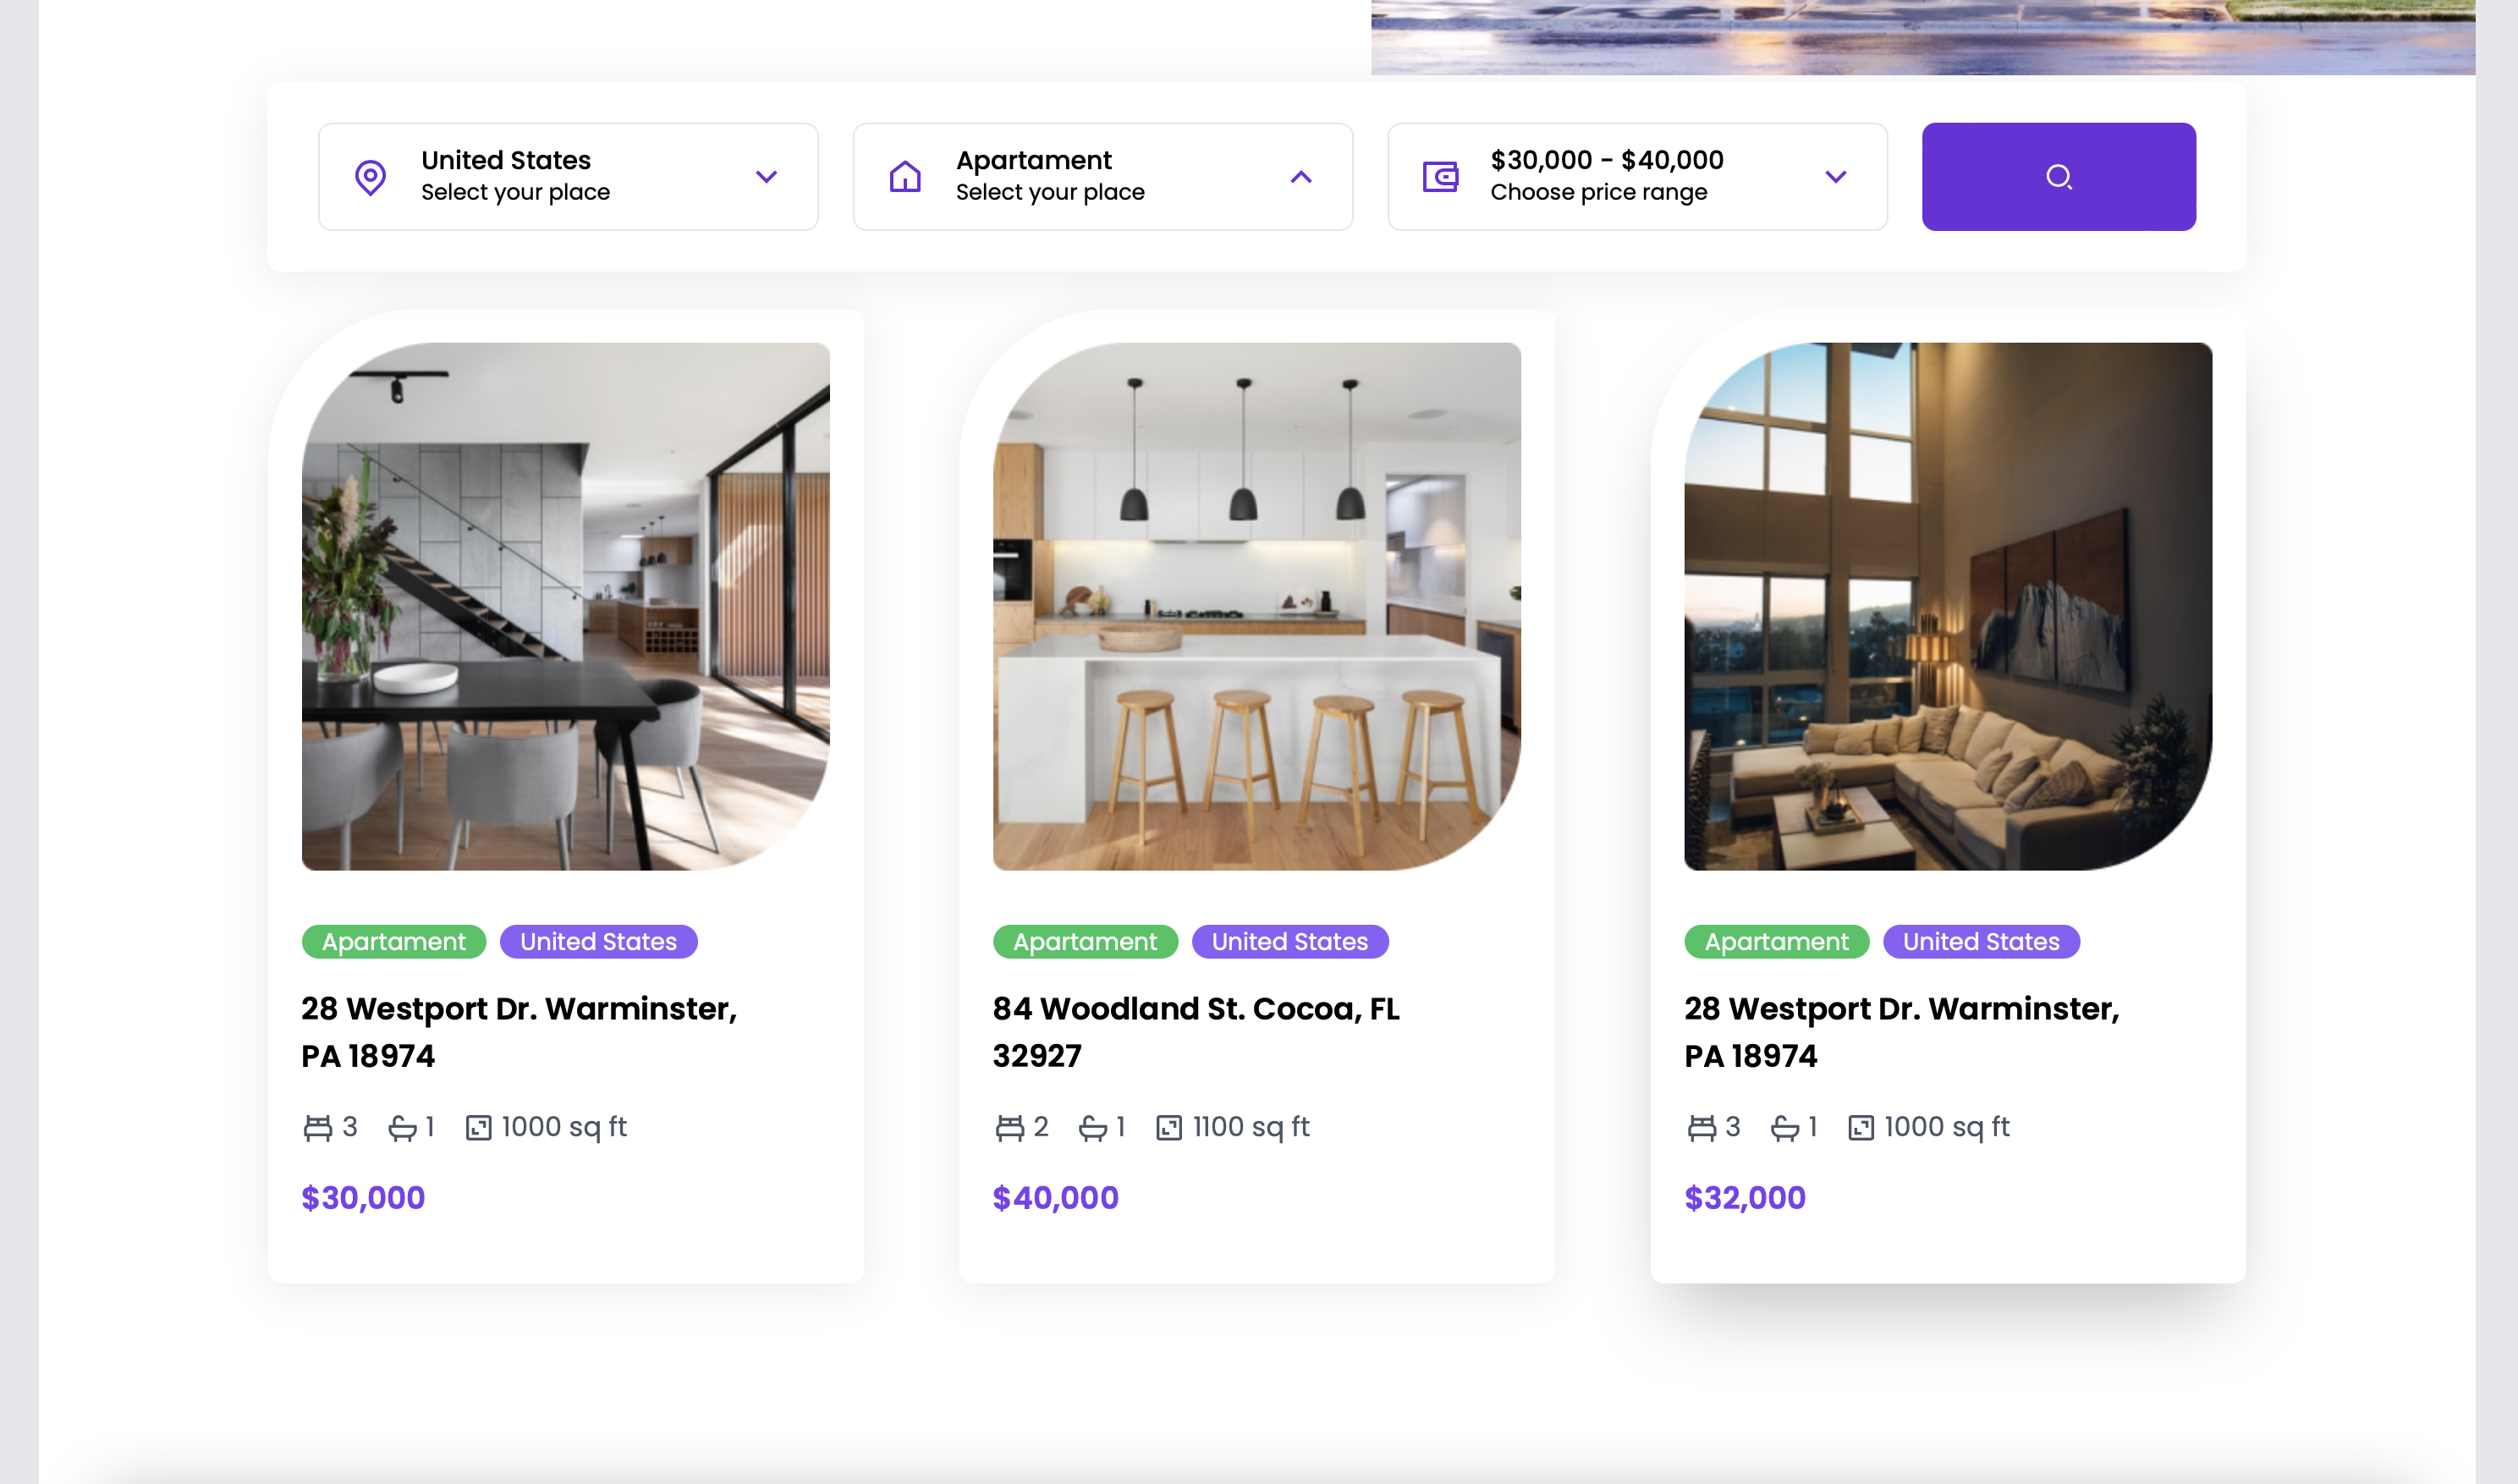 United States
Select your place
Apartament
Select your place
$30,000 - $40,000
Choose price range
Apartament
United States
28 Westport Dr. Warminster,
PA 18974
3
1
1000 sq ft
$30,000
Apartament
United States
84 Woodland St. Cocoa, FL
32927
2
1
1100 sq ft
$40,000
Apartament
United States
28 Westport Dr. Warminster,
PA 18974
3
1
1000 sq ft
$32,000